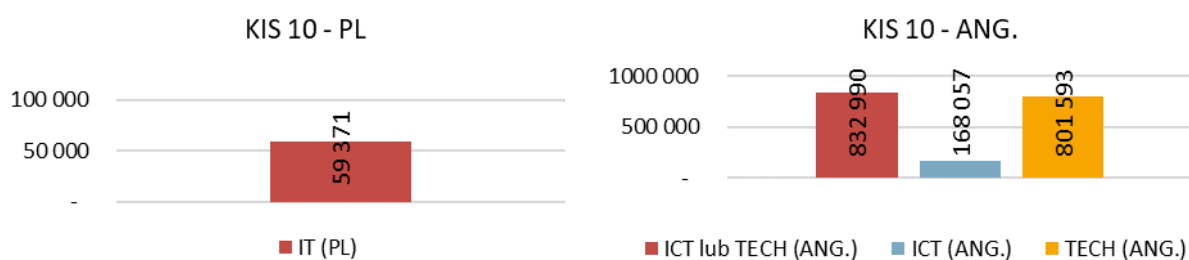 KIS 10 - PL
100 000
50 000
-
59 371
IT (PL)
KIS 10 - ANG.
1000 000
500 000
-
832 990
168 057
801 593
ICT lub TECH (ANG.)
ICT (ANG.)
TECH (ANG.)